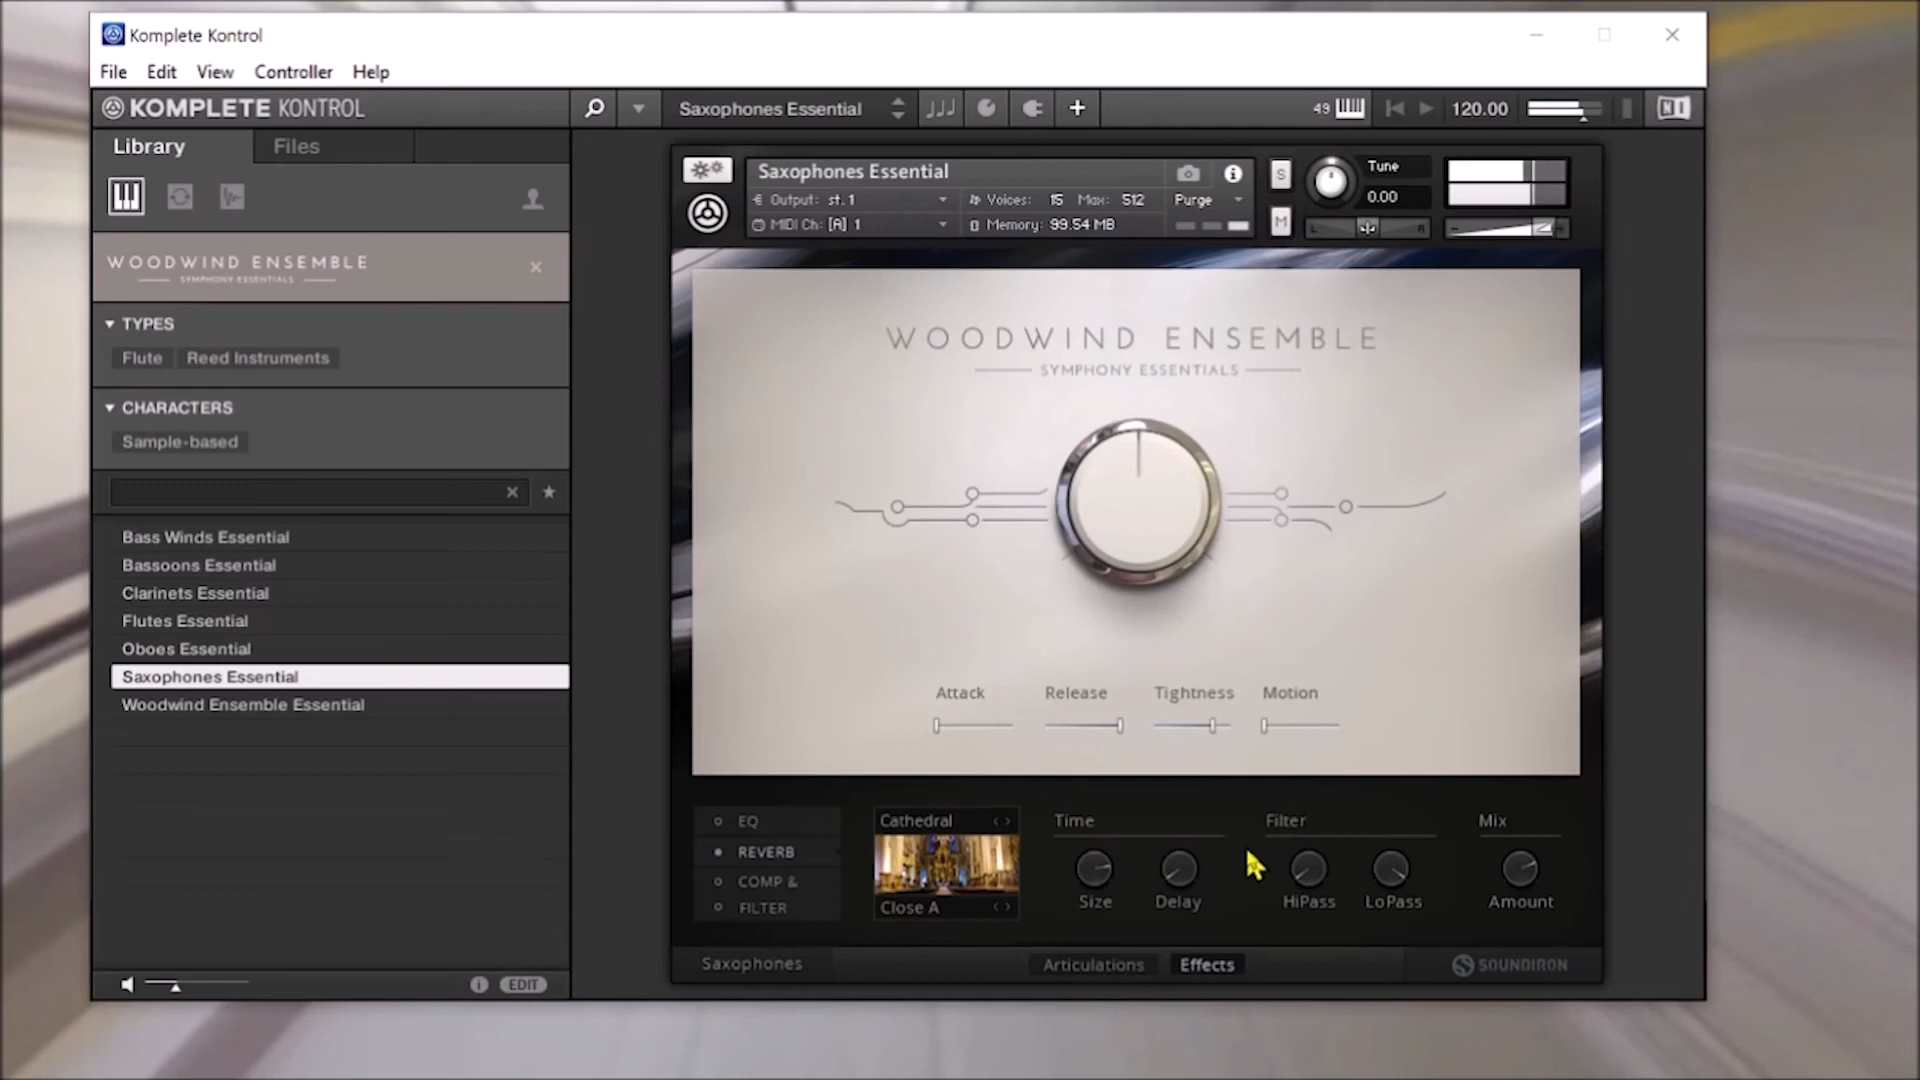 Komplete Kontrol
File Edit View Controller Help
KOMPLETE KONTROL
Saxophones Essential
49
120.00
Library Files
WOODWIND ENSEMBLE
SYMPHONY ESSENTIALS
TYPES
Flute Reed Instruments
CHARACTERS
Sample-based
Bass Winds Essential
Bassoons Essential
Clarinets Essential
Flutes Essential
Oboes Essential
Saxophones Essential
Woodwind Ensemble Essential
EDIT
Saxophones Essential
S
Tune
Output: st. 1
Voices: 15 Max: 512
Purge
0.00
MIDI Ch: [A] 1
Memory: 99.54 MB
M
L R
WOODWIND ENSEMBLE
SYMPHONY ESSENTIALS
Attack Release Tightness Motion
EQ
REVERB
COMP &
FILTER
Cathedral
Close A
Time
Size Delay
Filter
HiPass LoPass
Mix
Amount
Saxophones
Articulations
Effects
SOUNDIRON